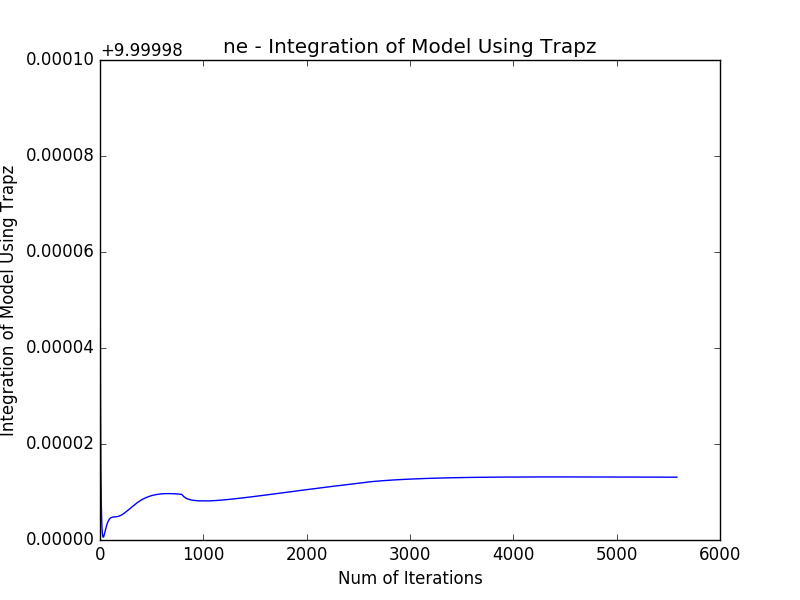 ne - Integration of Model Using Trapz
+9.99998
0.00010
0.00008
0.00006
0.00004
0.00002
0.00000
Integration of Model Using Trapz
0 1000 2000 3000 4000 5000 6000
Num of Iterations